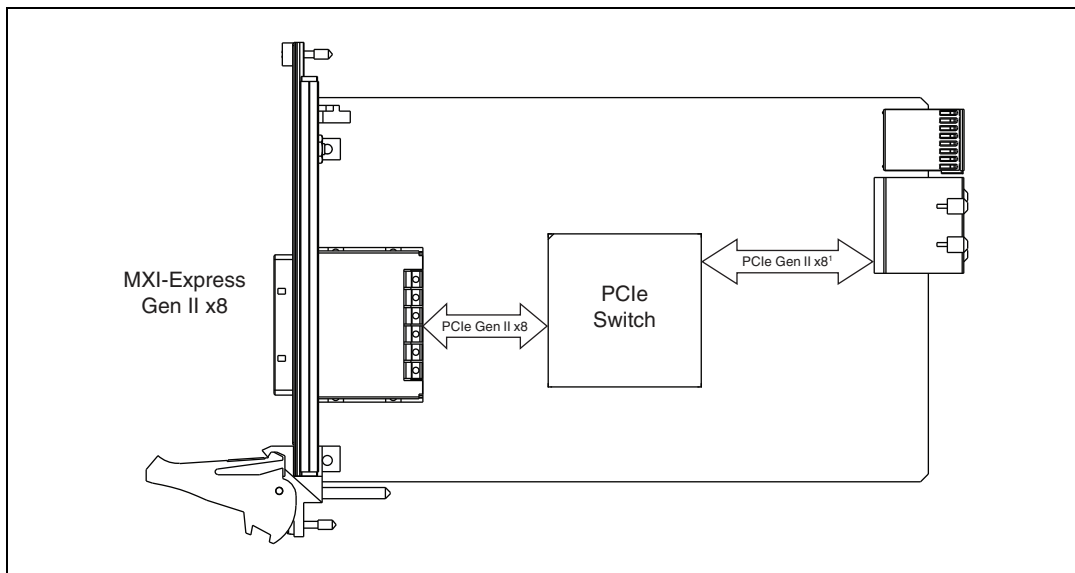 MXI-Express
Gen II x8
PCIe Gen II x8
PCIe
Switch
PCIe Gen II x8¹